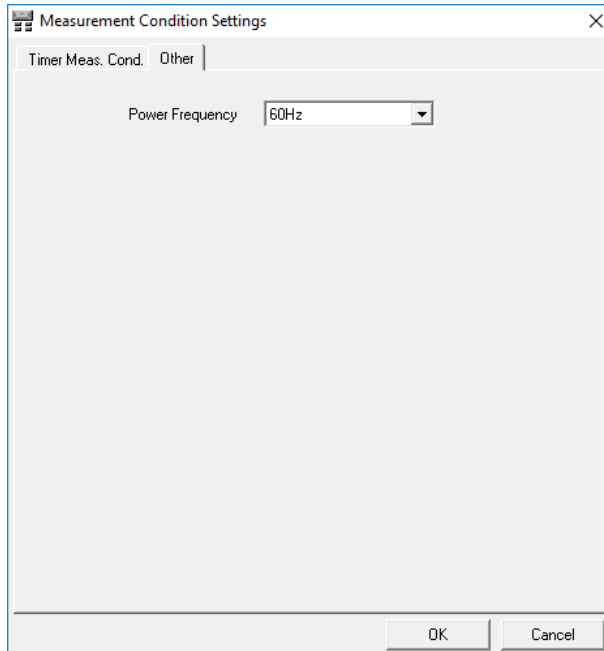 Measurement Condition Settings
Timer Meas. Cond. Other
Power Frequency 60Hz
OK Cancel